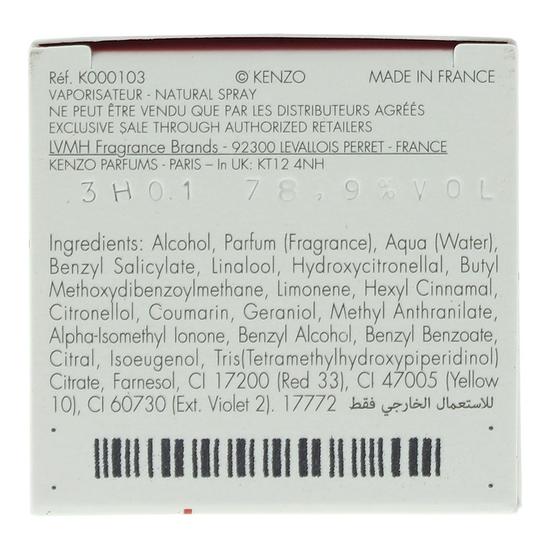 Réf. K000103 © KENZO MADE IN FRANCE
VAPORISATEUR - NATURAL SPRAY
NE PEUT ÊTRE VENDU QUE PAR LES DISTRIBUTEURS AGRÉÉS
EXCLUSIVE SALE THROUGH AUTHORIZED RETAILERS
LVMH Fragrance Brands - 92300 LEVALLOIS PERRET - FRANCE
KENZO PARFUMS - PARIS – In UK: KT12 4NH
3H0.1 78,9%VOL
Ingredients: Alcohol, Parfum (Fragrance), Aqua (Water),
Benzyl Salicylate, Linalool, Hydroxycitronellal, Butyl
Methoxydibenzoylmethane, Limonene, Hexyl Cinnamal,
Citronellol, Coumarin, Geraniol, Methyl Anthranilate,
Alpha-Isomethyl Ionone, Benzyl Alcohol, Benzyl Benzoate,
Citral, Isoeugenol, Tris(Tetramethylhydroxypiperidinol)
Citrate, Farnesol, CI 17200 (Red 33), CI 47005 (Yellow
10), CI 60730 (Ext. Violet 2). 17772 للاستعمال الخارجي فقط